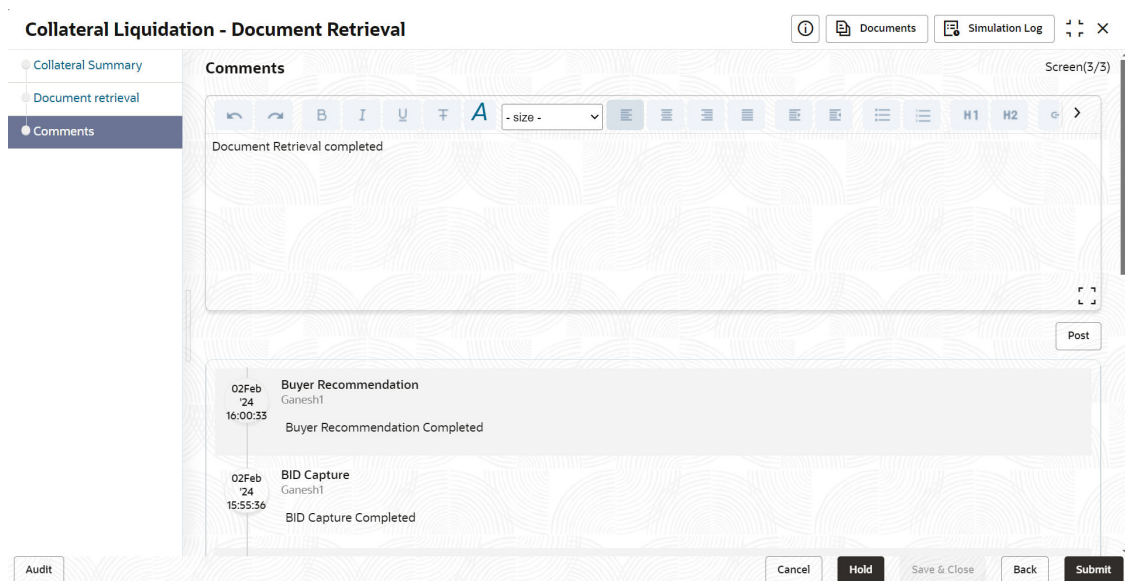 Collateral Liquidation - Document Retrieval
Documents
Simulation Log
Collateral Summary
Document retrieval
Comments
Comments
Screen(3/3)
B I U T A - size - H1 H2
Document Retrieval completed
Post
02Feb
'24
16:00:33
Buyer Recommendation
Ganesh1
Buyer Recommendation Completed
02Feb
'24
15:55:36
BID Capture
Ganesh1
BID Capture Completed
Audit
Cancel
Hold
Save & Close
Back
Submit